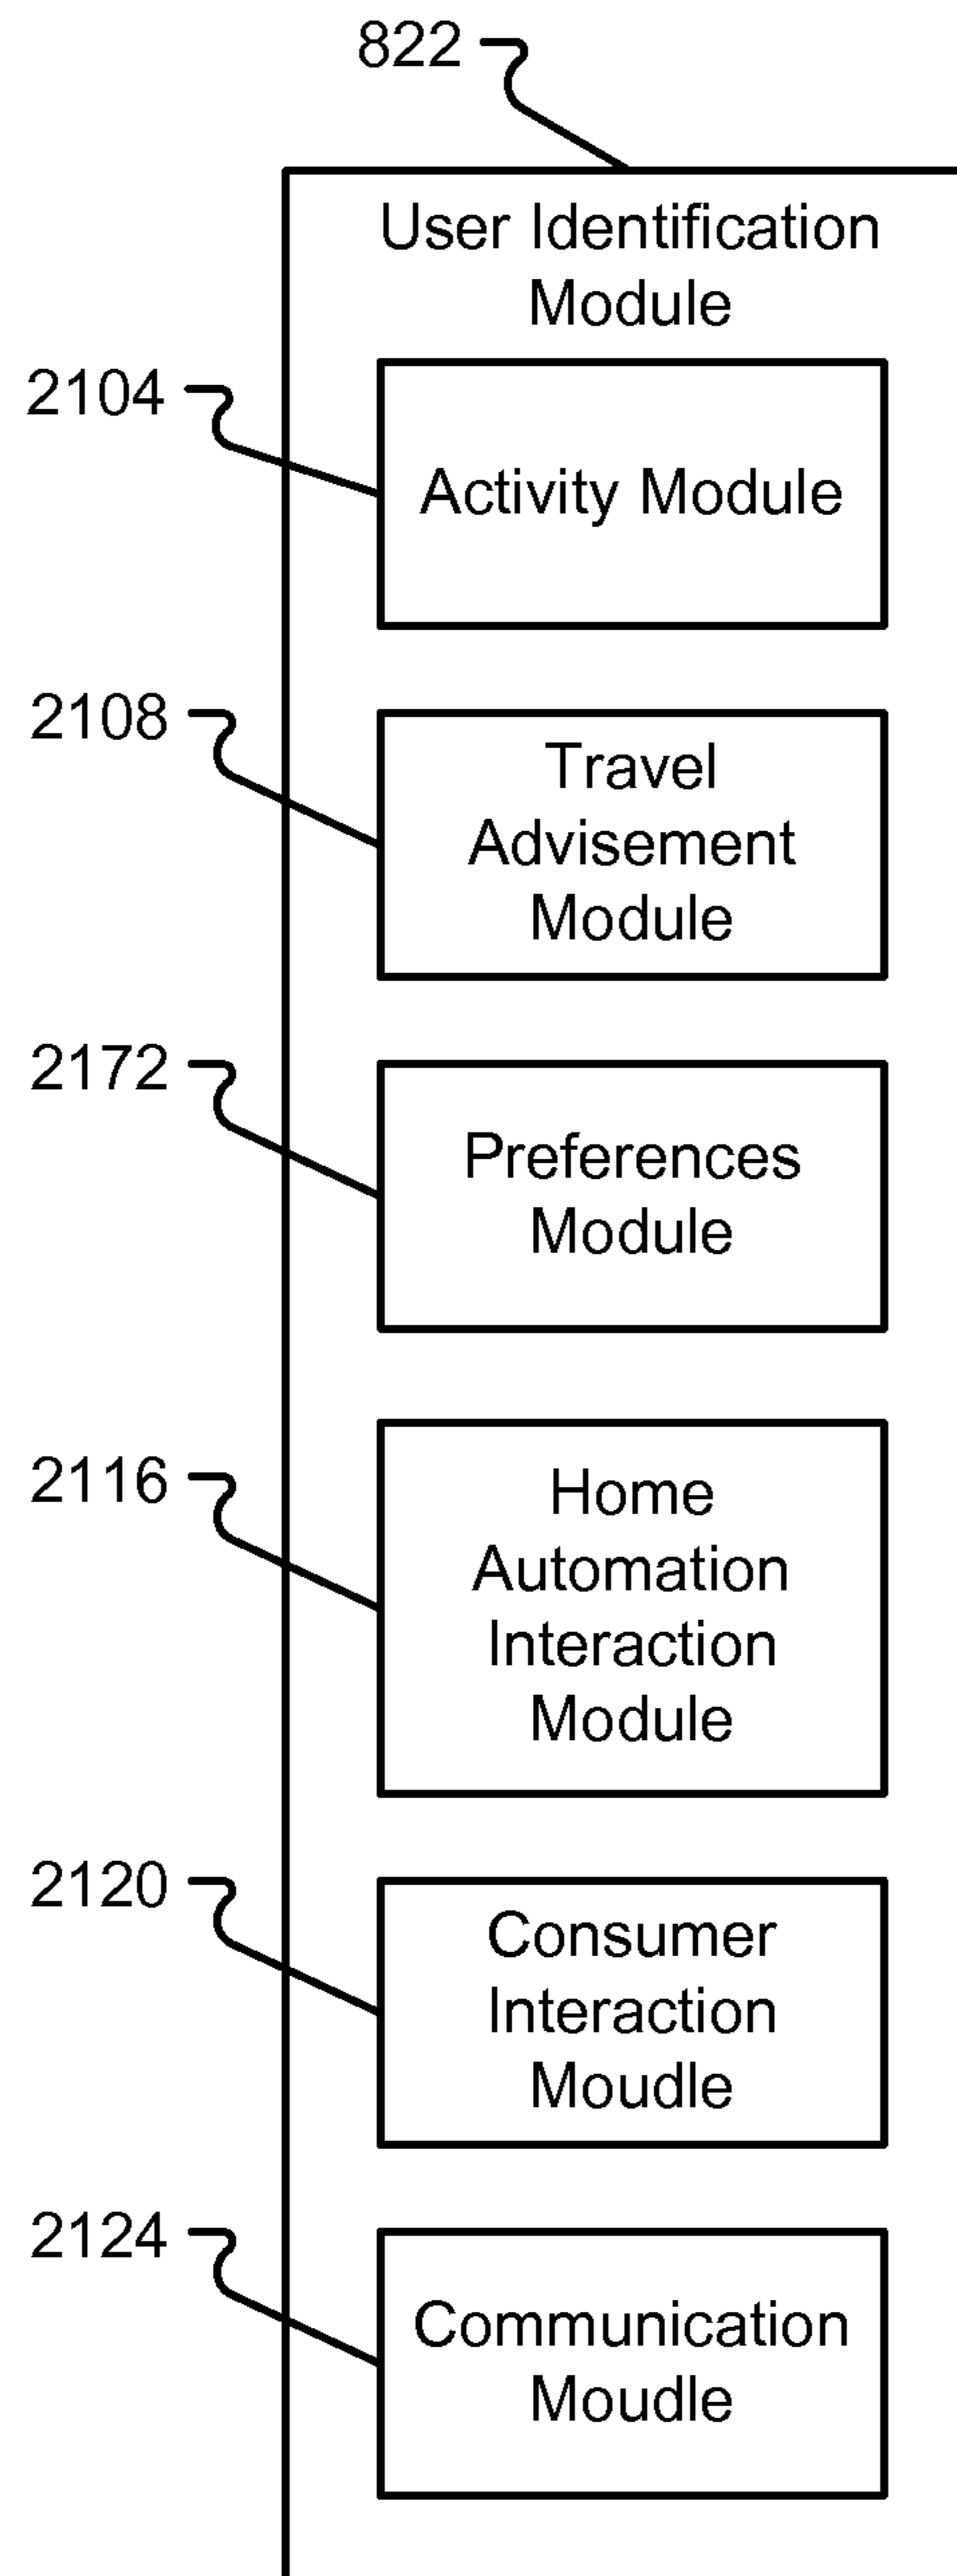 822
User Identification
Module
2104
Activity Module
2108
Travel
Advisement
Module
2172
Preferences
Module
2116
Home
Automation
Interaction
Module
2120
Consumer
Interaction
Moudle
2124
Communication
Moudle